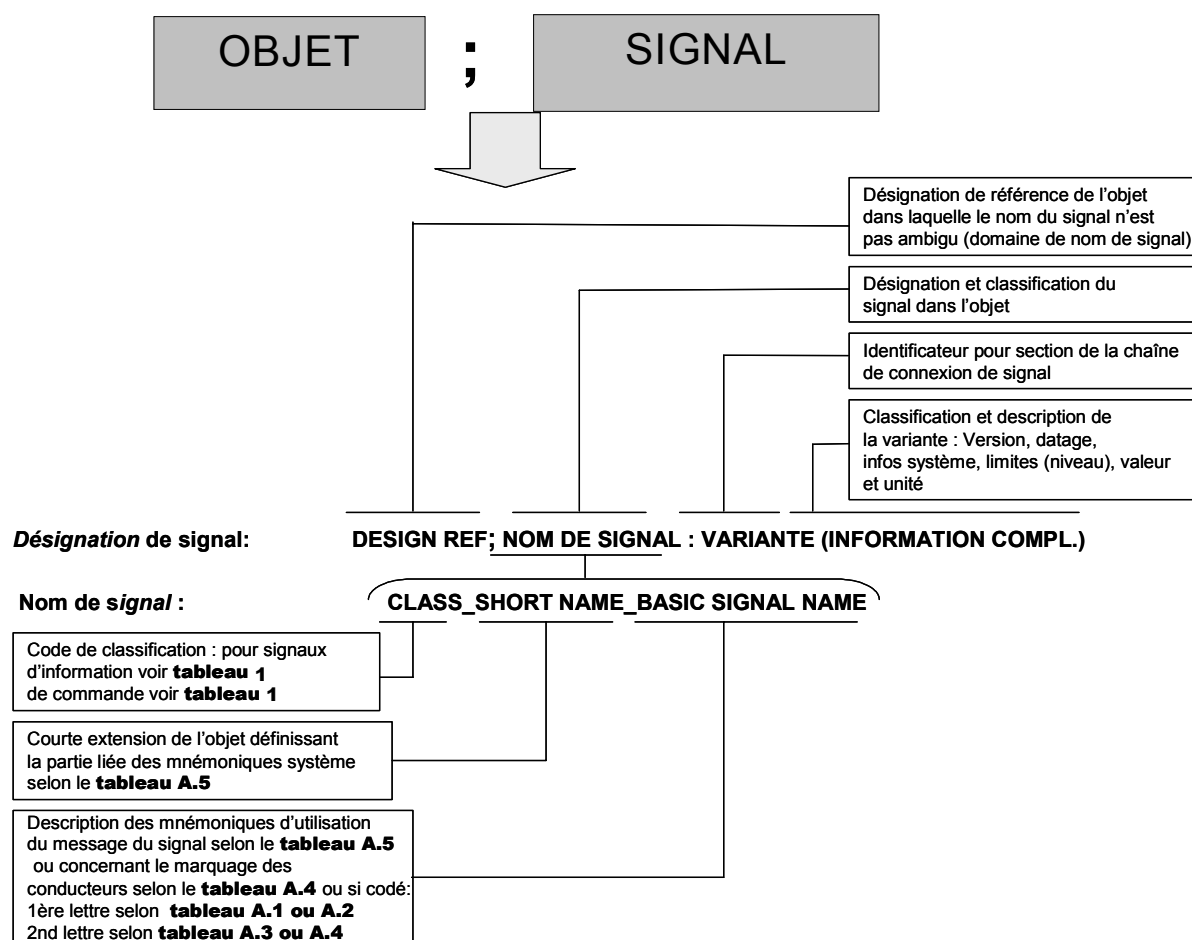 OBJET ; SIGNAL
Désignation de référence de l'objet
dans laquelle le nom du signal n'est
pas ambigu (domaine de nom de signal)
Désignation et classification du
signal dans l'objet
Identificateur pour section de la chaîne
de connexion de signal
Classification et description de
la variante : Version, datage,
infos système, limites (niveau), valeur
et unité
Désignation de signal: DESIGN REF; NOM DE SIGNAL : VARIANTE (INFORMATION COMPL.)
Nom de signal : CLASS_SHORT NAME_BASIC SIGNAL NAME
Code de classification : pour signaux
d'information voir tableau 1
de commande voir tableau 1
Courte extension de l'objet définissant
la partie liée des mnémoniques système
selon le tableau A.5
Description des mnémoniques d'utilisation
du message du signal selon le tableau A.5
ou concernant le marquage des
conducteurs selon le tableau A.4 ou si codé:
1ère lettre selon tableau A.1 ou A.2
2nd lettre selon tableau A.3 ou A.4